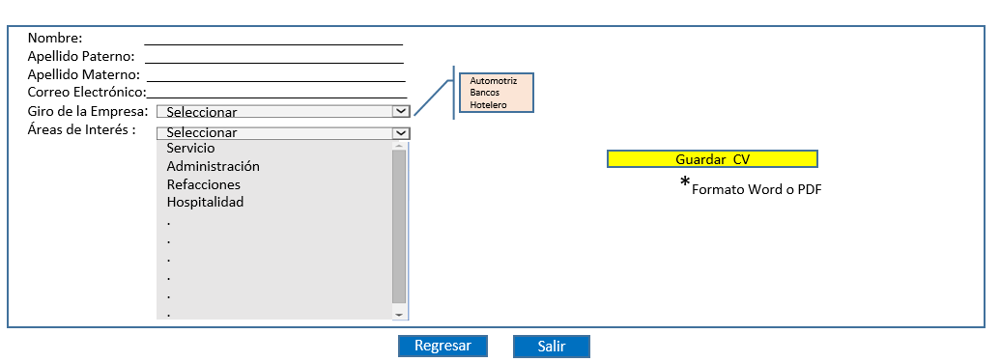 Nombre:
Apellido Paterno:
Apellido Materno:
Correo Electrónico:
Giro de la Empresa: Seleccionar
Automotriz
Bancos
Hotelero
Áreas de Interés : Seleccionar
Servicio
Administración
Refacciones
Hospitalidad
.
.
.
.
.
.
Guardar CV
*Formato Word o PDF
Regresar Salir